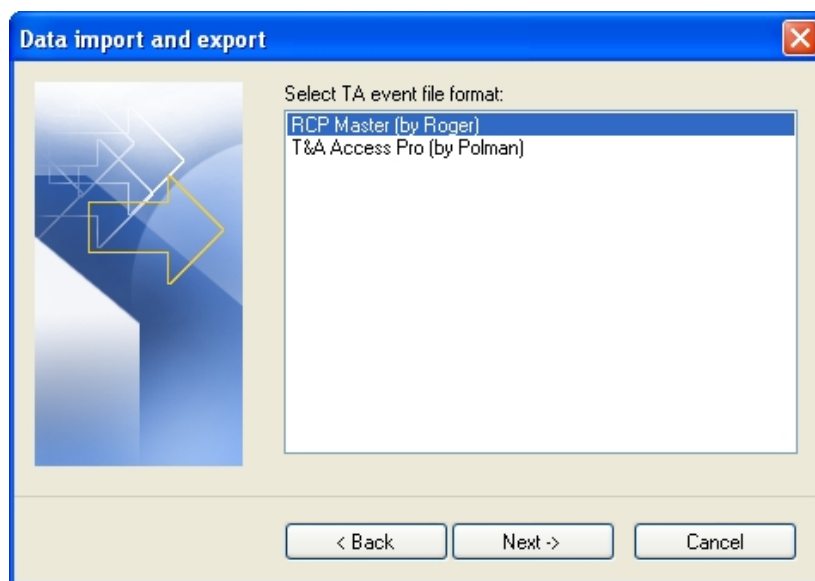 Data import and export
Select TA event file format:
RCP Master (by Roger)
T&A Access Pro (by Polman)
< Back
Next ->
Cancel